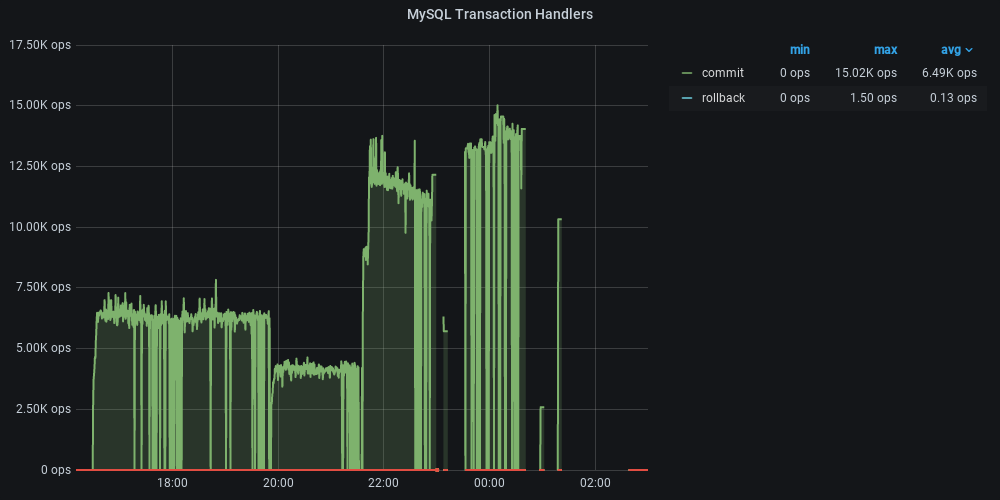 MySQL Transaction Handlers
17.50K ops
15.00K ops
12.50K ops
10.00K ops
7.50K ops
5.00K ops
2.50K ops
0 ops
18:00 20:00 22:00 00:00 02:00
min max avg
commit 0 ops 15.02K ops 6.49K ops
rollback 0 ops 1.50 ops 0.13 ops